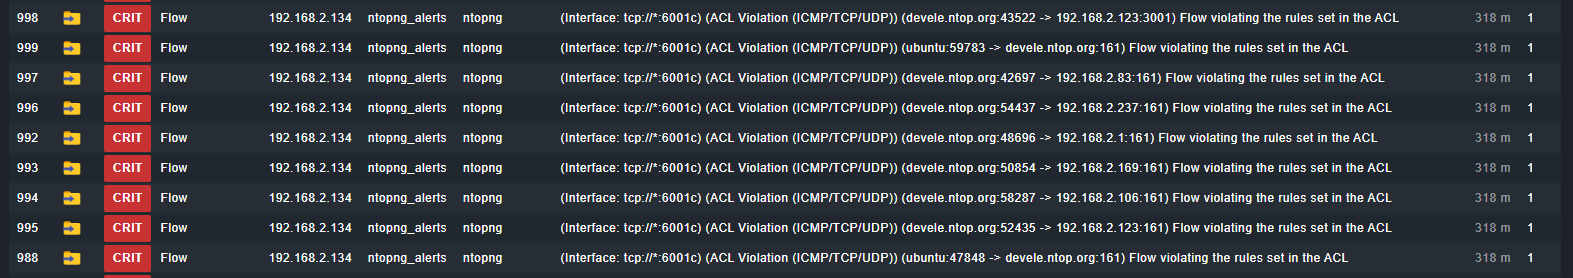 998 CRIT Flow 192.168.2.134 ntopng_alerts ntopng (Interface: tcp://*:6001c) (ACL Violation (ICMP/TCP/UDP)) (develе.ntop.org:43522 -> 192.168.2.123:3001) Flow violating the rules set in the ACL 318 m 1
999 CRIT Flow 192.168.2.134 ntopng_alerts ntopng (Interface: tcp://*:6001c) (ACL Violation (ICMP/TCP/UDP)) (ubuntu:59783 -> devele.ntop.org:161) Flow violating the rules set in the ACL 318 m 1
997 CRIT Flow 192.168.2.134 ntopng_alerts ntopng (Interface: tcp://*:6001c) (ACL Violation (ICMP/TCP/UDP)) (devele.ntop.org:42697 -> 192.168.2.83:161) Flow violating the rules set in the ACL 318 m 1
996 CRIT Flow 192.168.2.134 ntopng_alerts ntopng (Interface: tcp://*:6001c) (ACL Violation (ICMP/TCP/UDP)) (devele.ntop.org:54437 -> 192.168.2.237:161) Flow violating the rules set in the ACL 318 m 1
992 CRIT Flow 192.168.2.134 ntopng_alerts ntopng (Interface: tcp://*:6001c) (ACL Violation (ICMP/TCP/UDP)) (devele.ntop.org:48696 -> 192.168.2.1:161) Flow violating the rules set in the ACL 318 m 1
993 CRIT Flow 192.168.2.134 ntopng_alerts ntopng (Interface: tcp://*:6001c) (ACL Violation (ICMP/TCP/UDP)) (devele.ntop.org:50854 -> 192.168.2.169:161) Flow violating the rules set in the ACL 318 m 1
994 CRIT Flow 192.168.2.134 ntopng_alerts ntopng (Interface: tcp://*:6001c) (ACL Violation (ICMP/TCP/UDP)) (devele.ntop.org:58287 -> 192.168.2.106:161) Flow violating the rules set in the ACL 318 m 1
995 CRIT Flow 192.168.2.134 ntopng_alerts ntopng (Interface: tcp://*:6001c) (ACL Violation (ICMP/TCP/UDP)) (devele.ntop.org:52435 -> 192.168.2.123:161) Flow violating the rules set in the ACL 318 m 1
988 CRIT Flow 192.168.2.134 ntopng_alerts ntopng (Interface: tcp://*:6001c) (ACL Violation (ICMP/TCP/UDP)) (ubuntu:47848 -> devele.ntop.org:161) Flow violating the rules set in the ACL 318 m 1